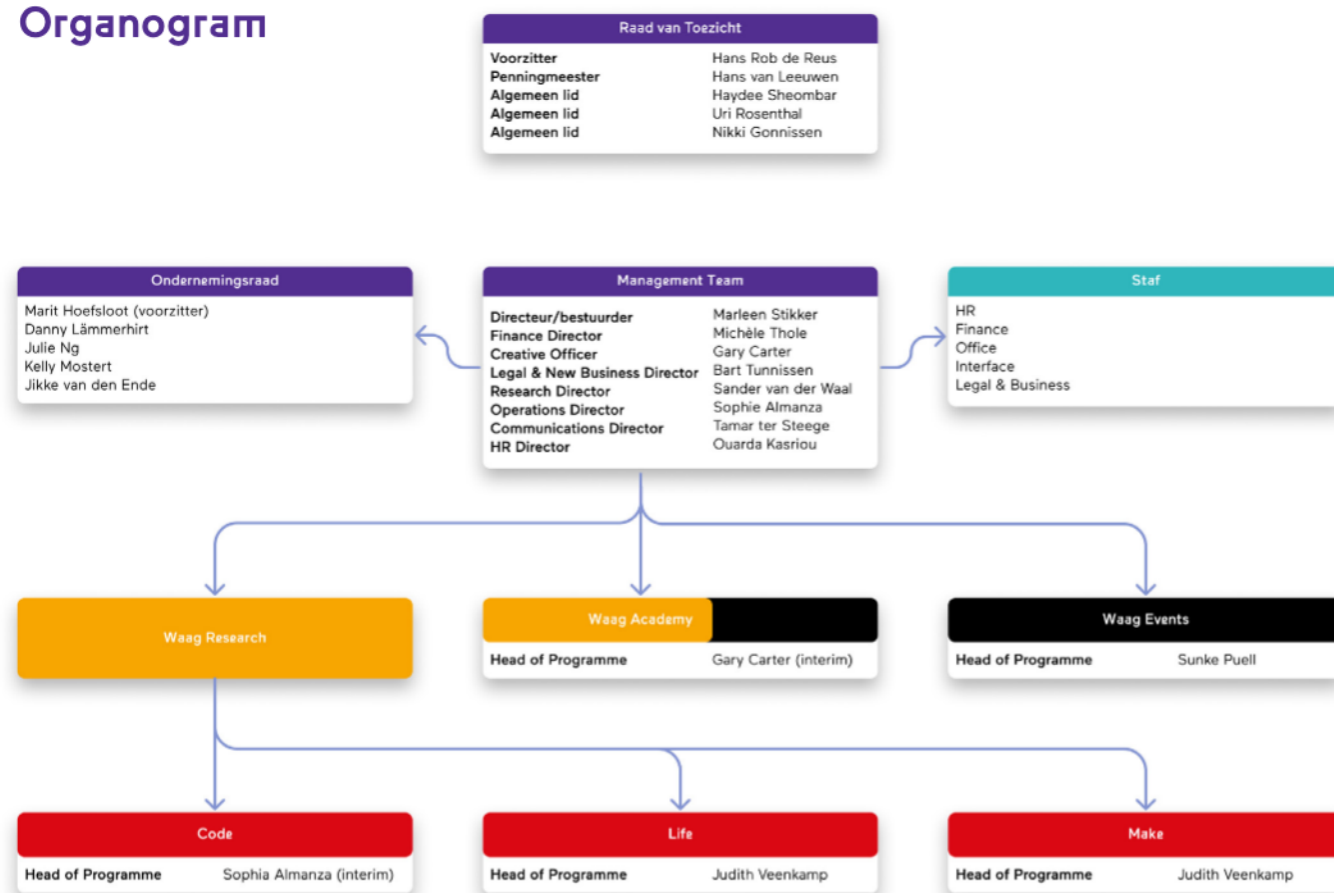 Organogram
Raad van Toezicht
Voorzitter Hans Rob de Reus
Penningmeester Hans van Leeuwen
Algemeen lid Haydee Sheombar
Algemeen lid Uri Rosenthal
Algemeen lid Nikki Gonnissen
Ondernemingsraad
Marit Hoefsloot (voorzitter)
Danny Lämmerhirt
Julie Ng
Kelly Mostert
Jikke van den Ende
Management Team
Directeur/bestuurder Marleen Stikker
Finance Director Michèle Thole
Creative Officer Gary Carter
Legal & New Business Director Bart Tunnissen
Research Director Sander van der Waal
Operations Director Sophie Almanza
Communications Director Tamar ter Steege
HR Director Ouarda Kasriou
Staf
HR
Finance
Office
Interface
Legal & Business
Waag Research
Waag Academy
Head of Programme Gary Carter (interim)
Waag Events
Head of Programme Sunke Puell
Code
Head of Programme Sophia Almanza (interim)
Life
Head of Programme Judith Veenkamp
Make
Head of Programme Judith Veenkamp